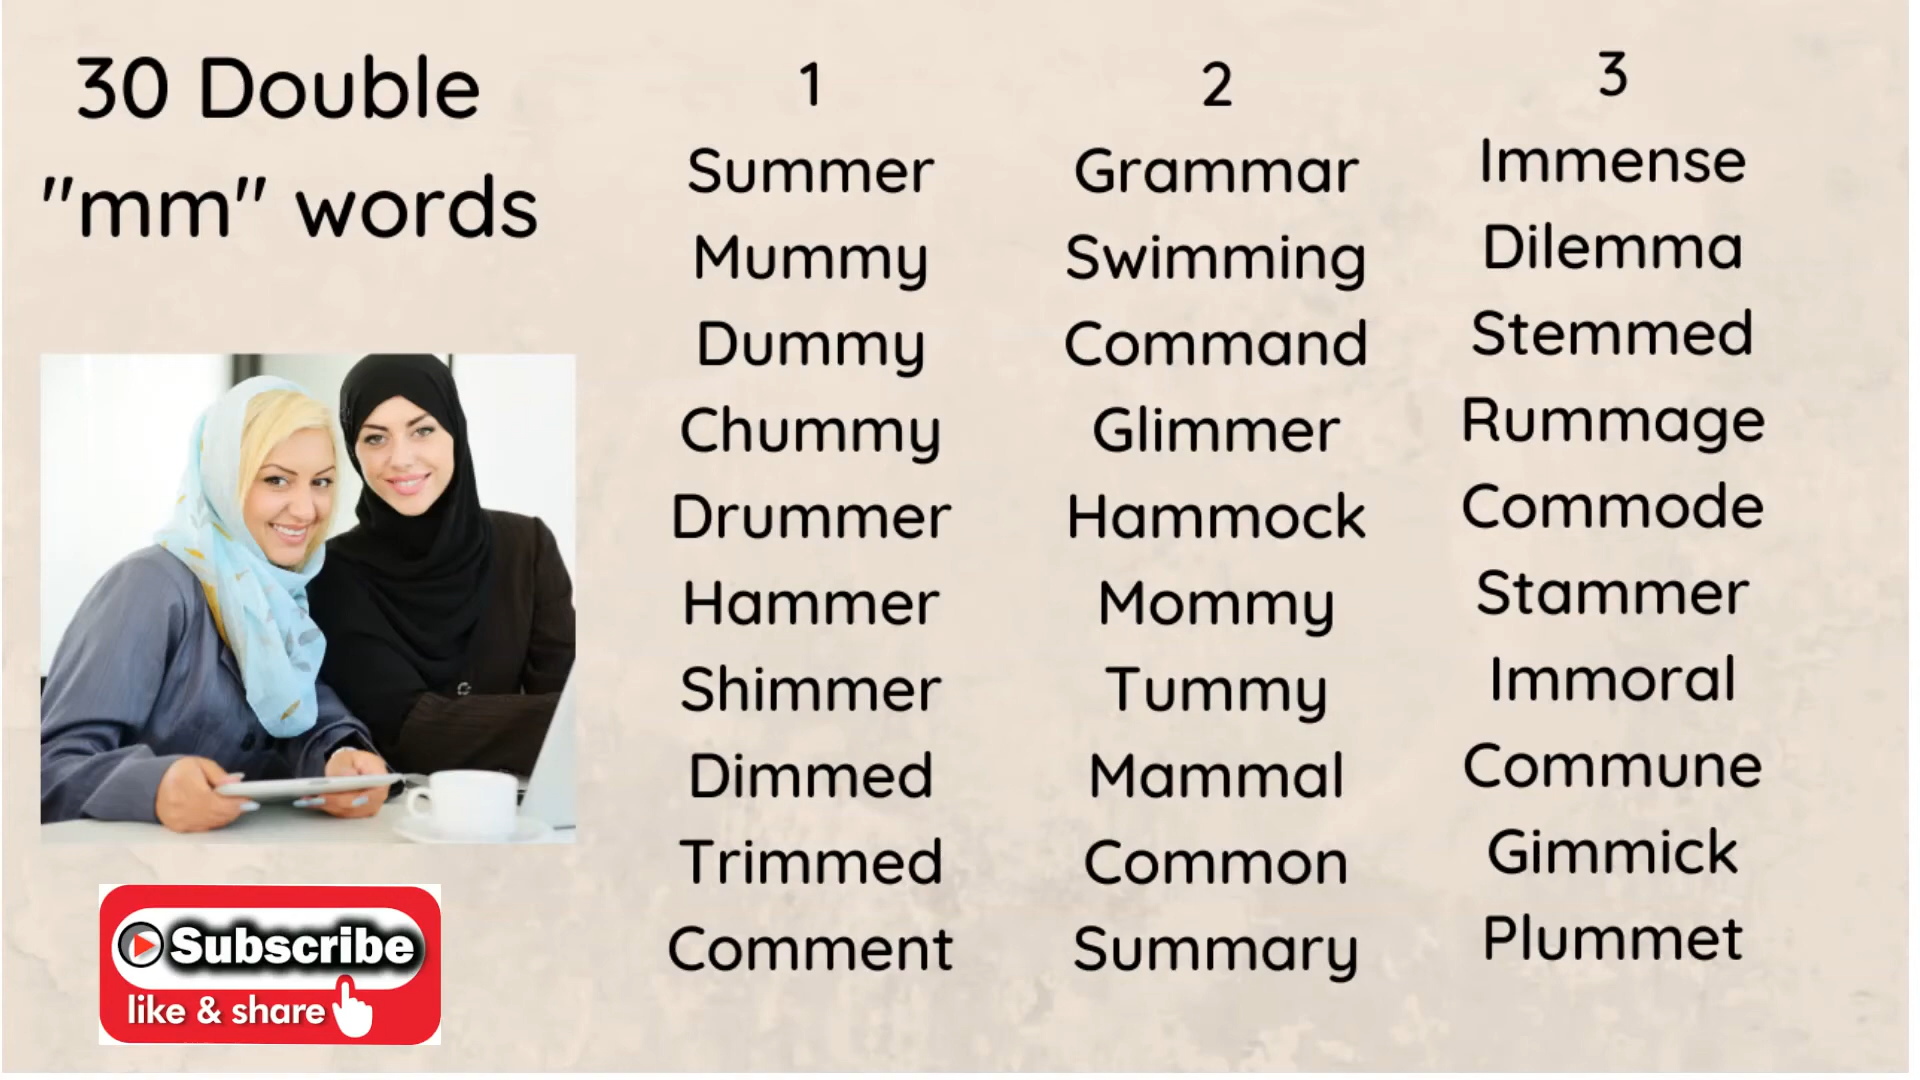 30 Double
"mm" words
1
Summer
Mummy
Dummy
Chummy
Drummer
Hammer
Shimmer
Dimmed
Trimmed
Comment
2
Grammar
Swimming
Command
Glimmer
Hammock
Mommy
Tummy
Mammal
Common
Summary
3
Immense
Dilemma
Stemmed
Rummage
Commode
Stammer
Immoral
Commune
Gimmick
Plummet
Subscribe
like & share